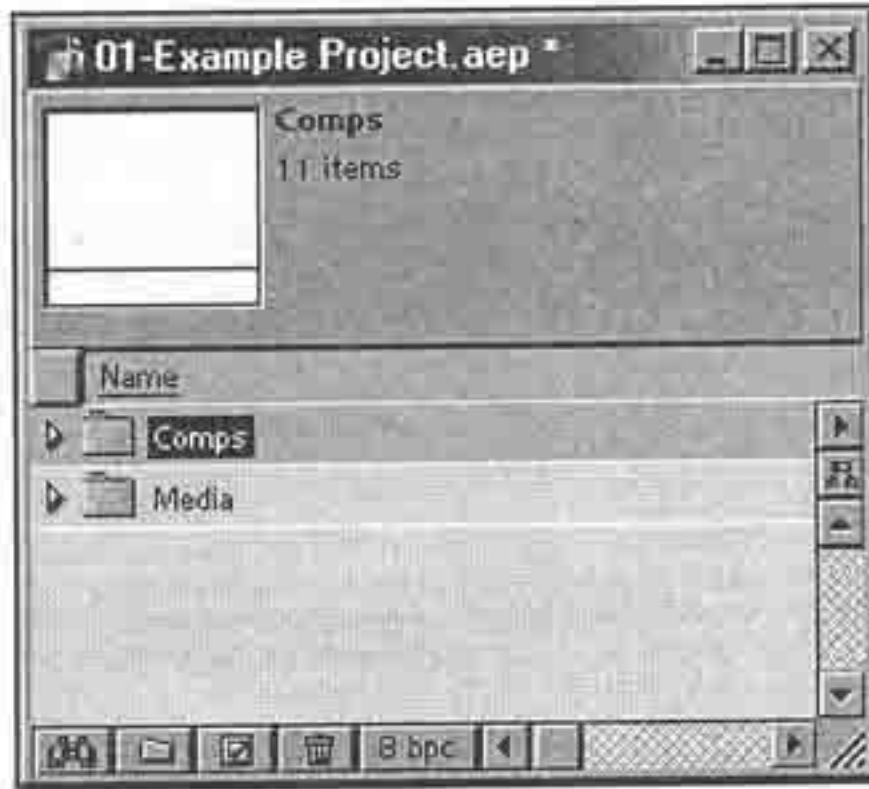 01-Example Project.aep *
Comps
11 items
Name
Comps
Media
8 bpc